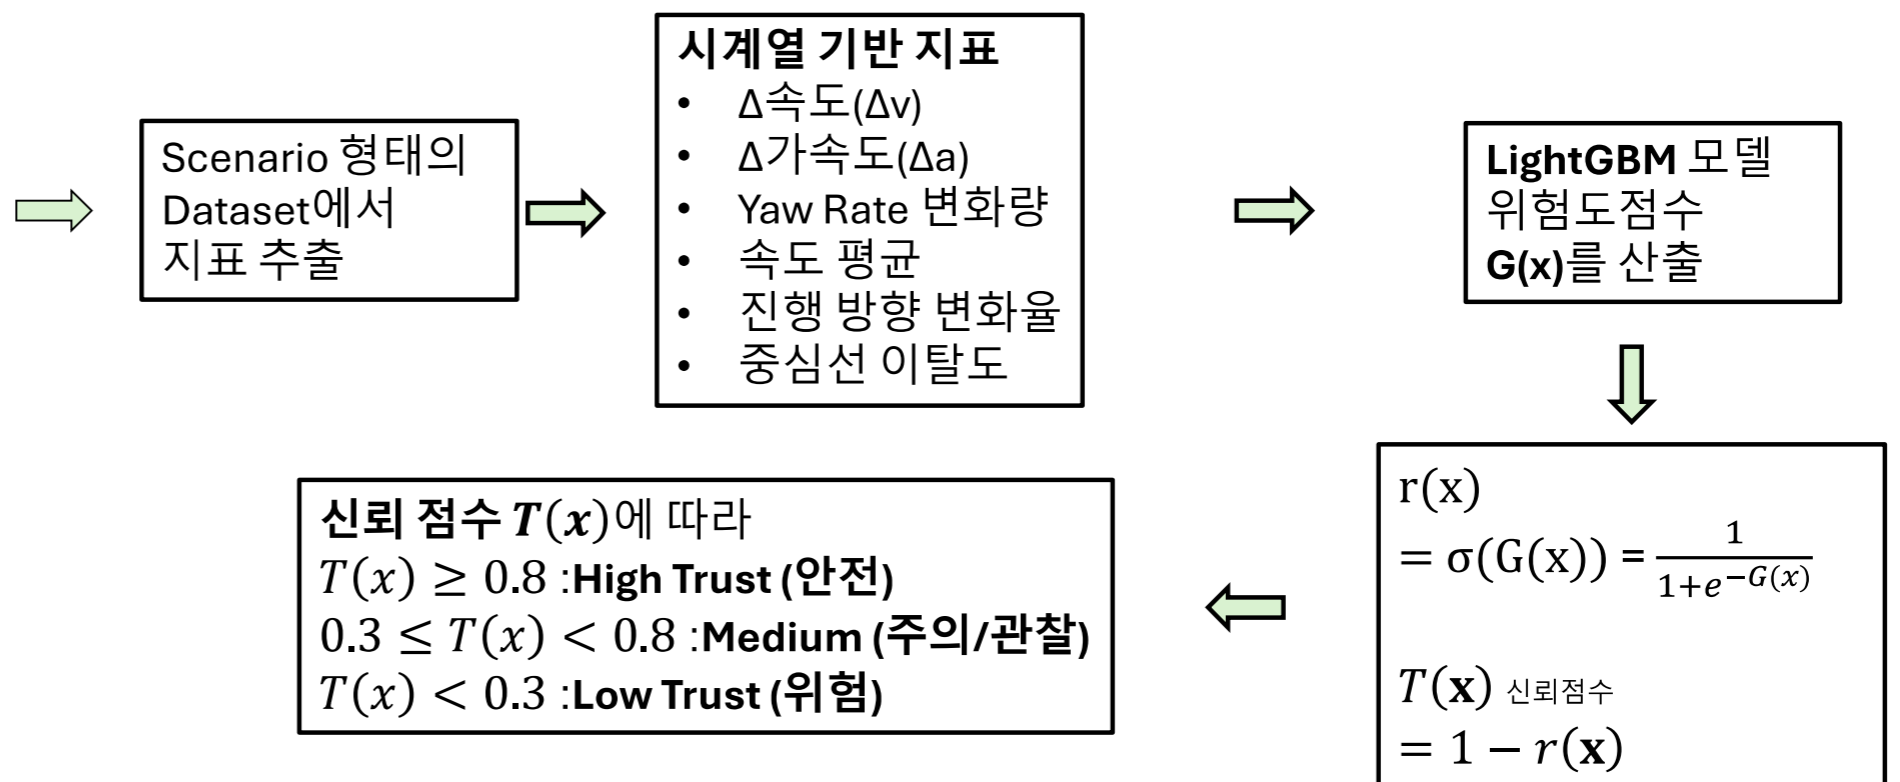 Scenario 형태의
Dataset에서
지표 추출
시계열 기반 지표
• Δ속도(Δv)
• Δ가속도(Δa)
• Yaw Rate 변화량
• 속도 평균
• 진행 방향 변화율
• 중심선 이탈도
LightGBM 모델
위험도점수
G(x)를 산출
r(x)
= σ(G(x)) = \frac{1}{1+e^{-G(x)}}
T(x) 신뢰점수
= 1 − r(x)
신뢰 점수 T(x)에 따라
T(x) ≥ 0.8 :High Trust (안전)
0.3 ≤ T(x) < 0.8 :Medium (주의/관찰)
T(x) < 0.3 :Low Trust (위험)